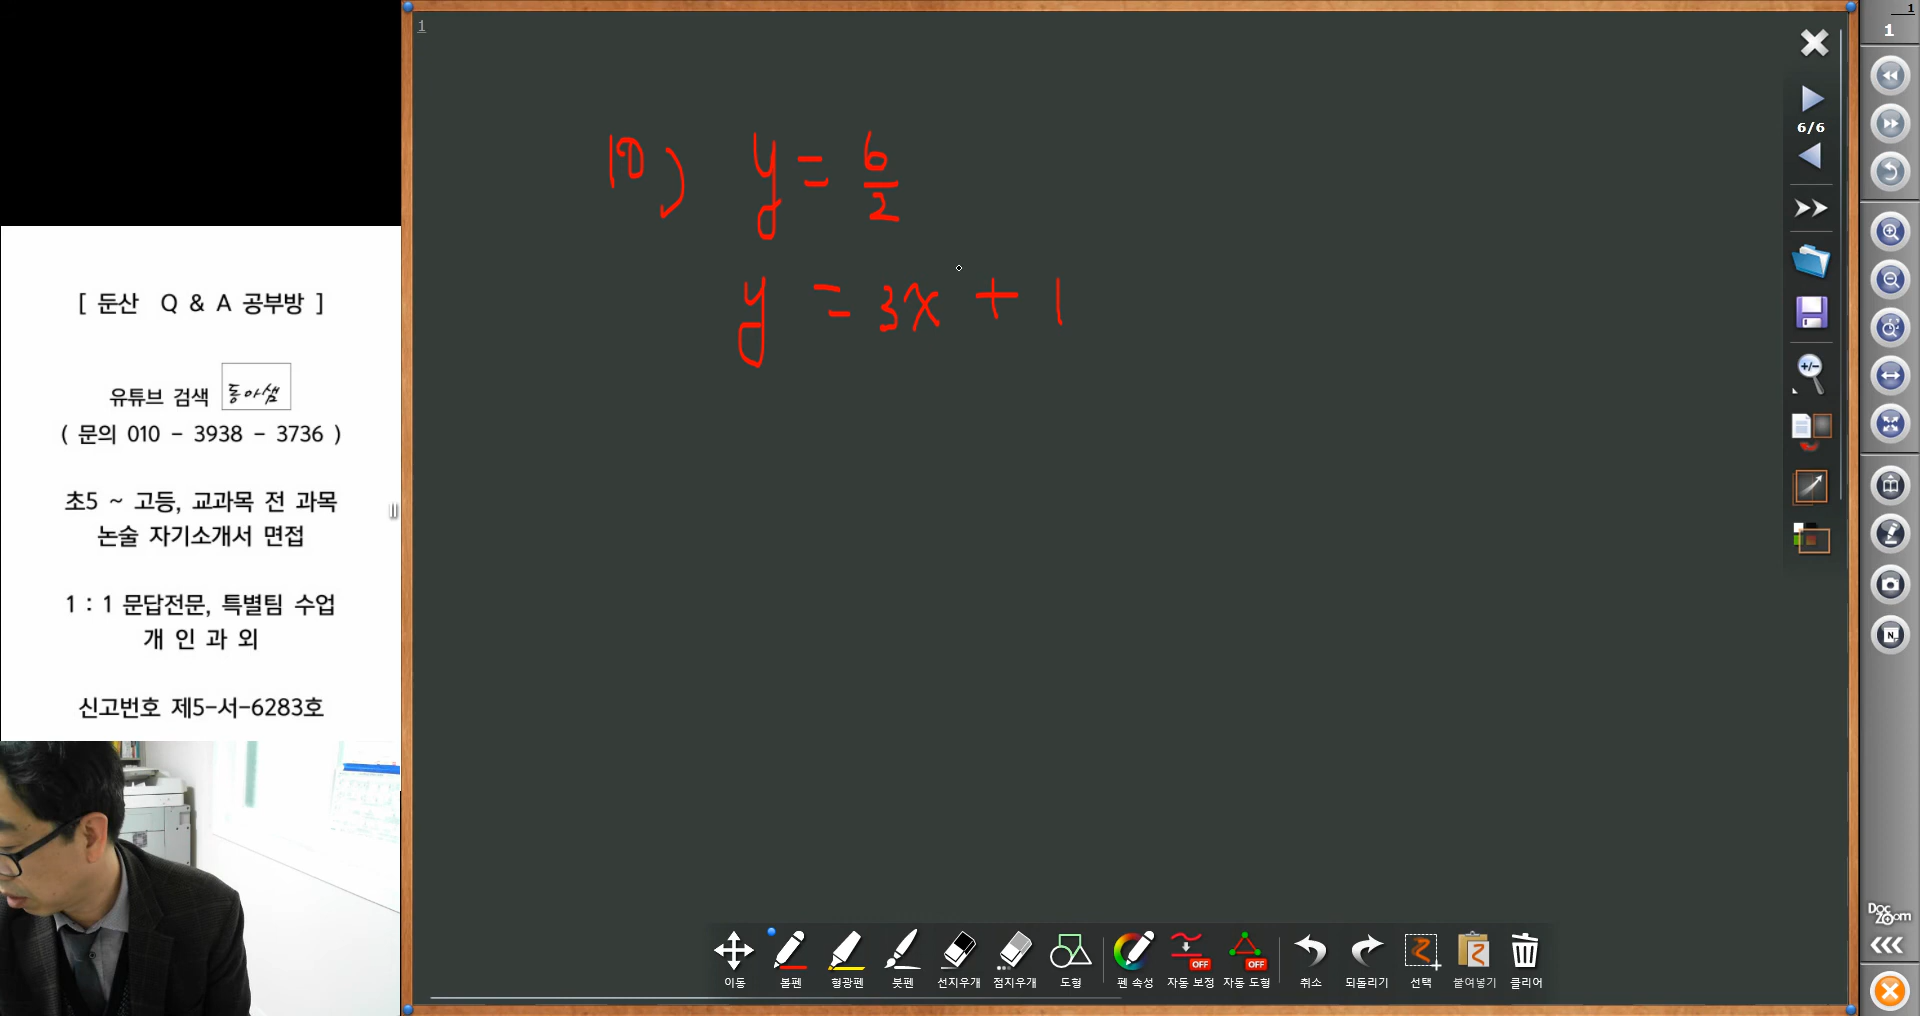 [ 둔산 Q & A 공부방 ]
유튜브 검색 동아샘
( 문의 010 - 3938 - 3736 )
초5 ~ 고등, 교과목 전 과목
논술 자기소개서 면접
1 : 1 문답전문, 특별팀 수업
개 인 과 외
신고번호 제5-서-6283호
1
10) y = 6/2
y = 3x + 1
6/6
+/-
1
1
N
Doc Zoom
이동
볼펜
형광펜
붓펜
선지우개
점지우개
도형
펜 속성
OFF
자동 보정
OFF
자동 도형
취소
되돌리기
선택
붙여넣기
클리어